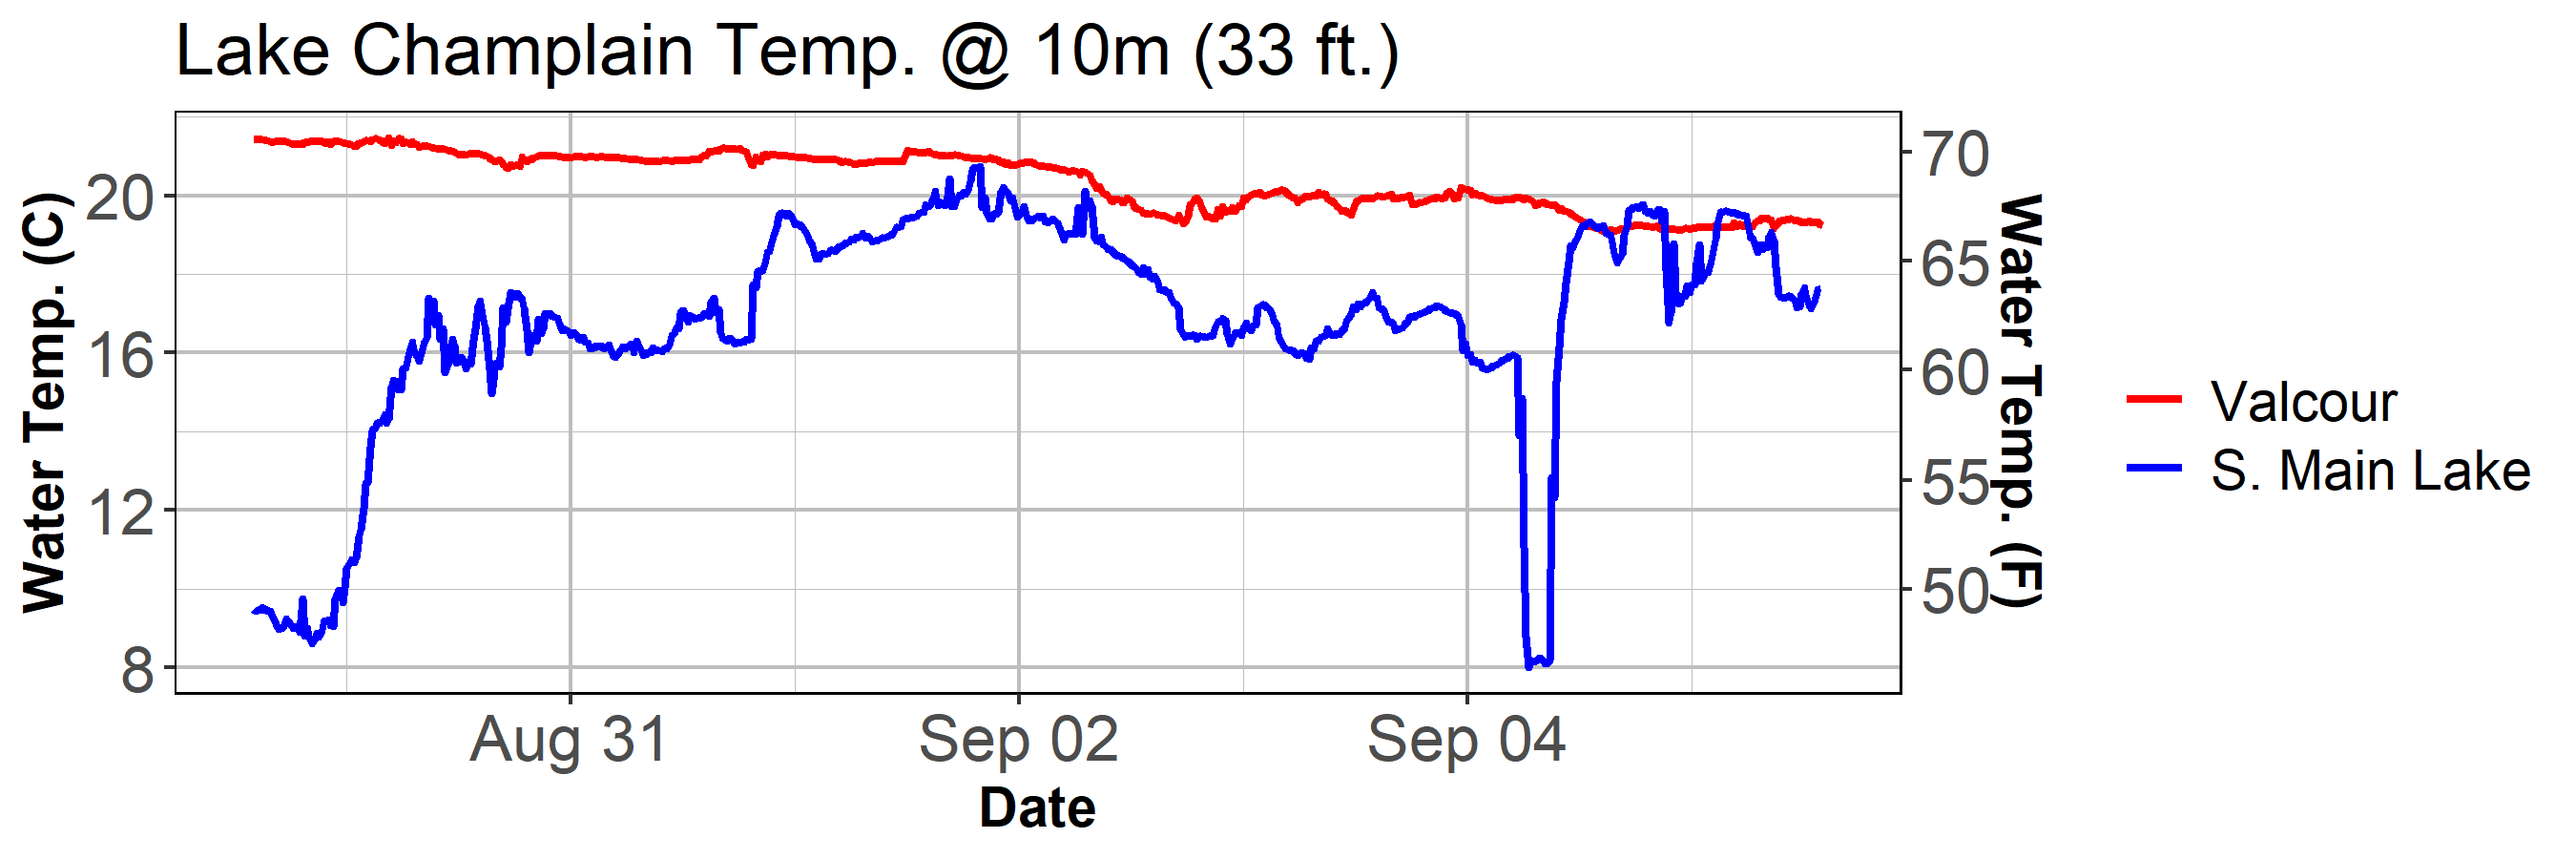 Lake Champlain Temp. @ 10m (33 ft.)
Water Temp. (C)
20
16
12
8
70
65
60
55
50
Water Temp. (F)
Aug 31
Sep 02
Sep 04
Date
Valcour
S. Main Lake